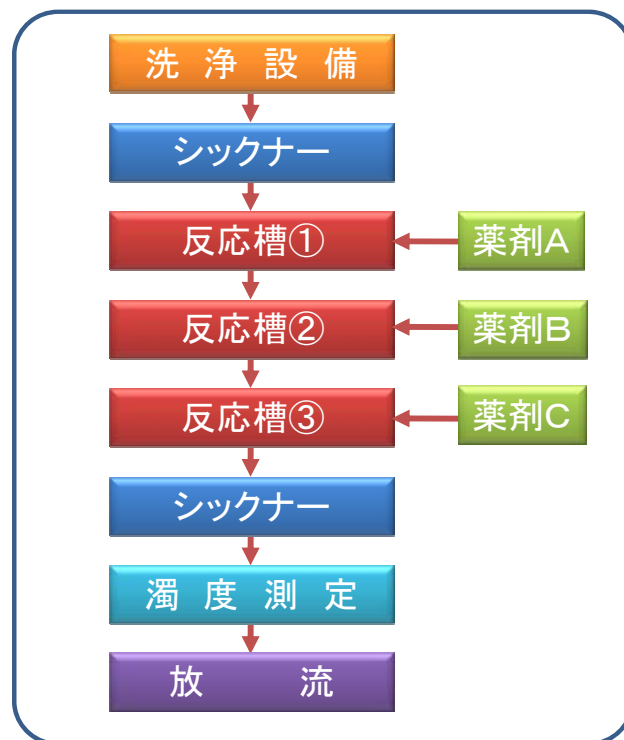 洗浄設備
シックナー
反応槽① 薬剤A
反応槽② 薬剤B
反応槽③ 薬剤C
シックナー
濁度測定
放流